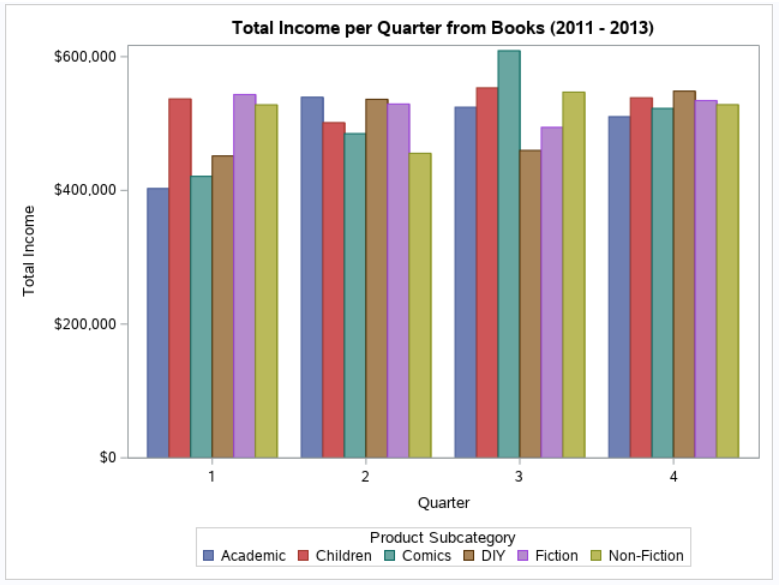 Total Income per Quarter from Books (2011 - 2013)
$600,000
$400,000
$200,000
$0
Total Income
1 2 3 4
Quarter
Product Subcategory
Academic Children Comics DIY Fiction Non-Fiction